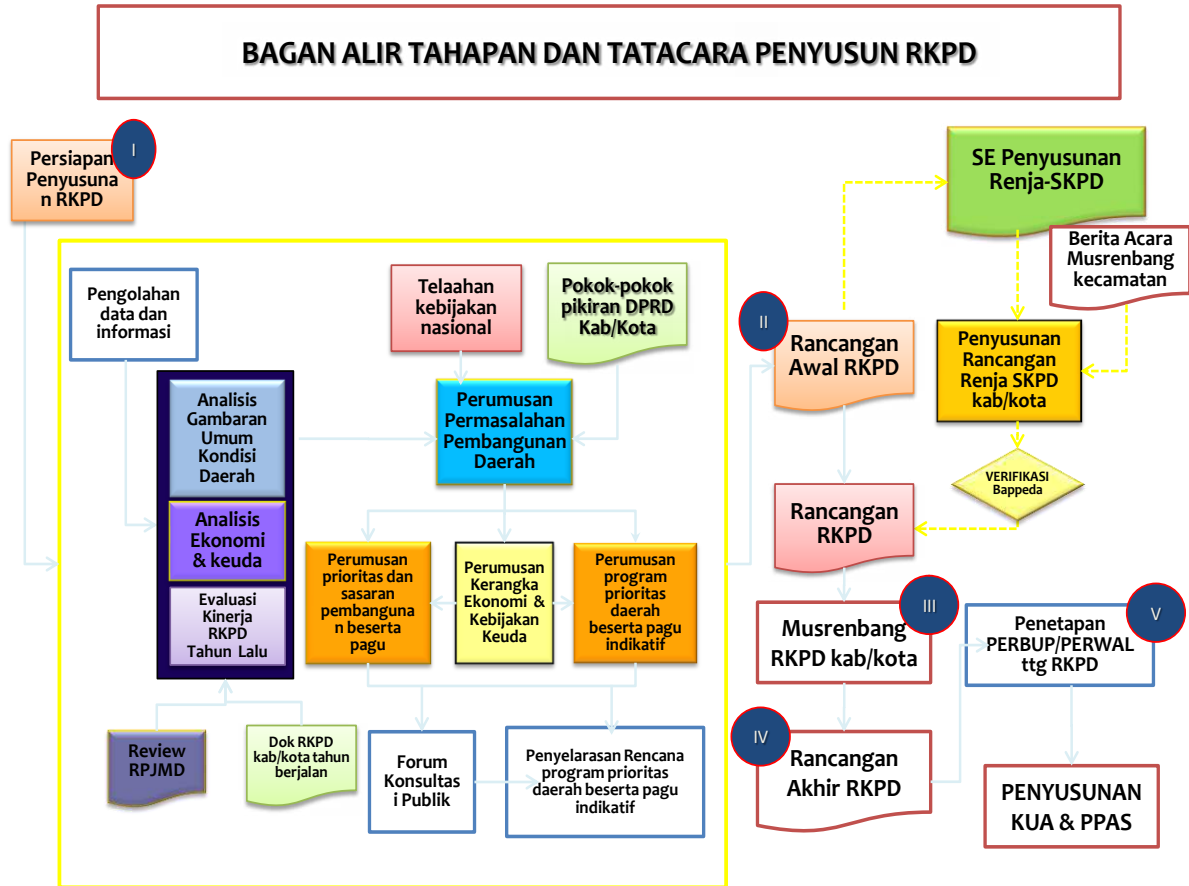 BAGAN ALIR TAHAPAN DAN TATACARA PENYUSUN RKPD
I
Persiapan
Penyusuna
n RKPD
Pengolahan
data dan
informasi
Telaahan
kebijakan
nasional
Pokok-pokok
pikiran DPRD
Kab/Kota
Analisis
Gambaran
Umum
Kondisi
Daerah
Analisis
Ekonomi
& keuda
Evaluasi
Kinerja
RKPD
Tahun Lalu
Perumusan
Permasalahan
Pembangunan
Daerah
Perumusan
prioritas dan
sasaran
pembanguna
n beserta
pagu
Perumusan
Kerangka
Ekonomi &
Kebijakan
Keuda
Perumusan
program
prioritas
daerah
beserta pagu
indikatif
Review
RPJMD
Dok RKPD
kab/kota tahun
berjalan
Forum
Konsultas
i Publik
Penyelarasan Rencana
program prioritas
daerah beserta pagu
indikatif
II
Rancangan
Awal RKPD
SE Penyusunan
Renja-SKPD
Berita Acara
Musrenbang
kecamatan
Penyusunan
Rancangan
Renja SKPD
kab/kota
VERIFIKASI
Bappeda
Rancangan
RKPD
III
Musrenbang
RKPD kab/kota
IV
Rancangan
Akhir RKPD
V
Penetapan
PERBUP/PERWAL
ttg RKPD
PENYUSUNAN
KUA & PPAS